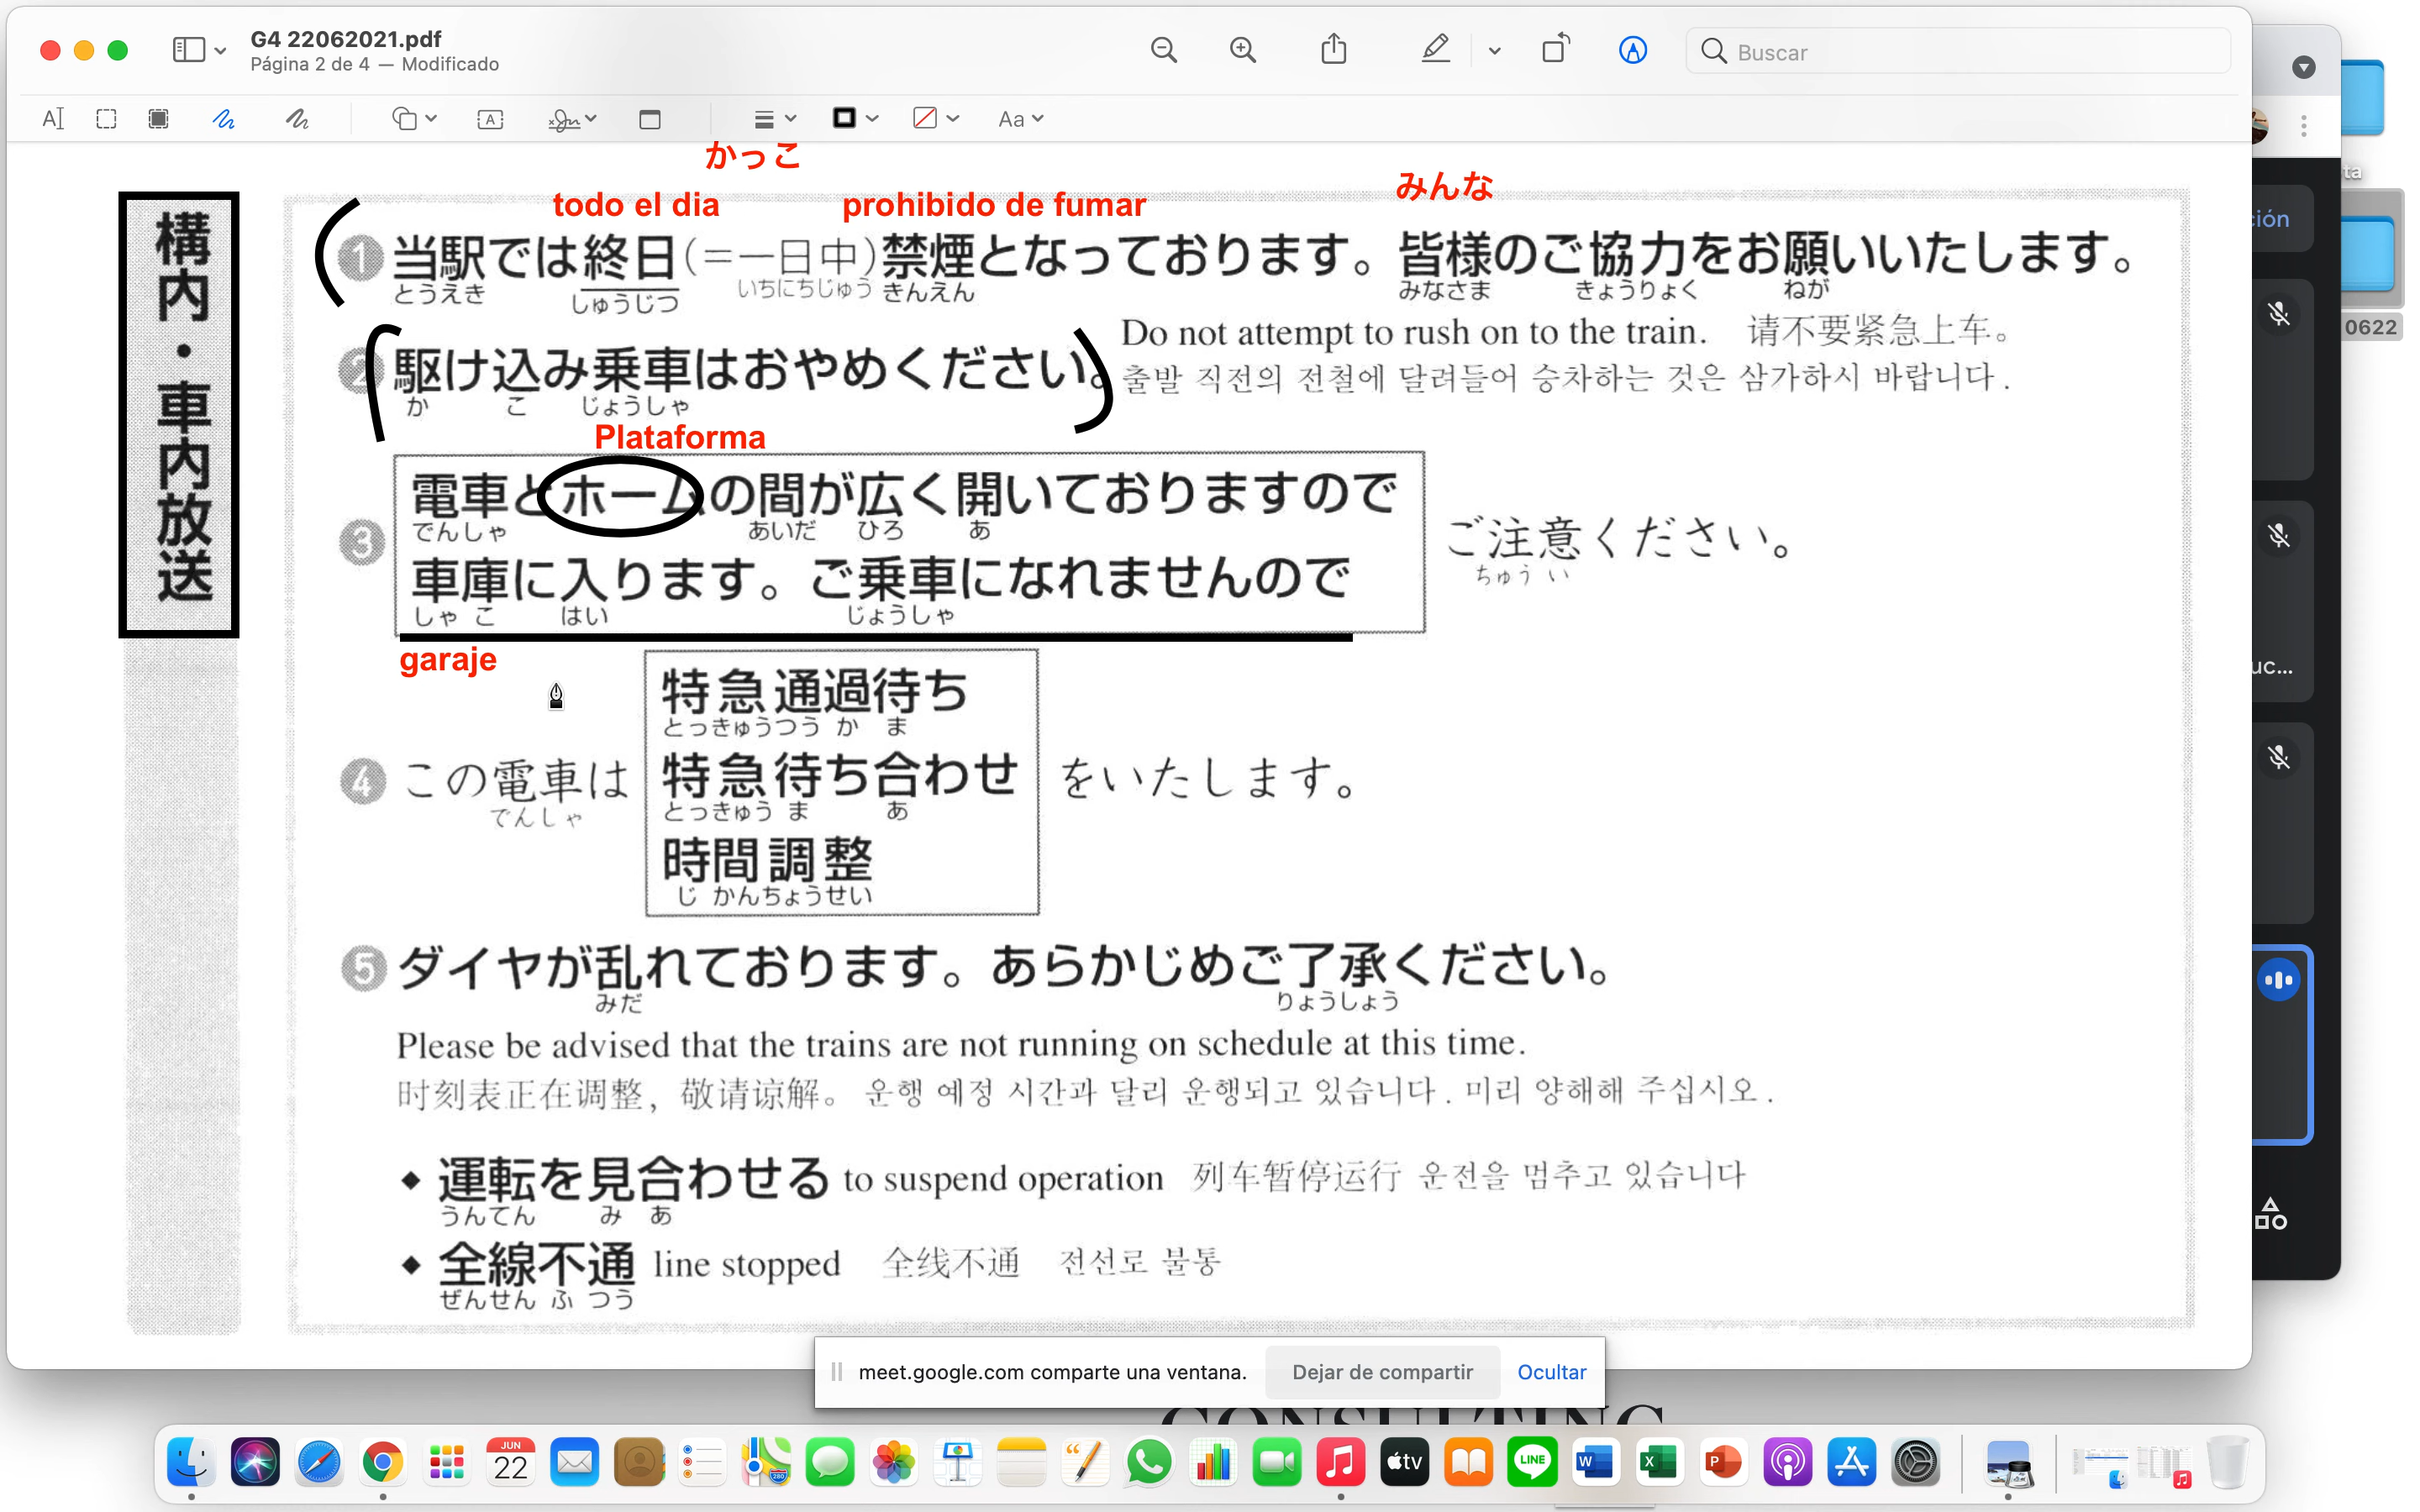 G4 22062021.pdf
Página 2 de 4 — Modificado
Buscar
Aa
かっこ
todo el dia
prohibido de fumar
みんな
構内・車内放送
1 当駅では終日(=一日中)禁煙となっております。皆様のご協力をお願いいたします。
とうえき しゅうじつ いちにちじゅう きんえん みなさま きょうりょく ねが
2 駆け込み乗車はおやめください。
か こ じょうしゃ
Do not attempt to rush on to the train. 请不要紧急上车。
출발 직전의 전철에 달려들어 승차하는 것은 삼가하시 바랍니다.
Plataforma
3 電車とホームの間が広く開いておりますので
でんしゃ あいだ ひろ あ
車庫に入ります。ご乗車になれませんので
しゃ こ はい じょうしゃ
ご注意ください。
ちゅう い
garaje
4 この電車は
でんしゃ
特急通過待ち
とっきゅうつう か ま
特急待ち合わせ
とっきゅう ま あ
時間調整
じ かんちょうせい
をいたします。
5 ダイヤが乱れております。あらかじめご了承ください。
みだ りょうしょう
Please be advised that the trains are not running on schedule at this time.
时刻表正在调整，敬请谅解。 운행 예정 시간과 달리 운행되고 있습니다. 미리 양해해 주십시오.
◆ 運転を見合わせる to suspend operation 列车暂停运行 운전을 멈추고 있습니다
うんてん み あ
◆ 全線不通 line stopped 全线不通 전선로 불통
ぜんせん ふ つう
ta
ción
0622
uc...
meet.google.com comparte una ventana.
Dejar de compartir
Ocultar
CONSULTING
JUN
22
280
tv
LINE
W
X
P